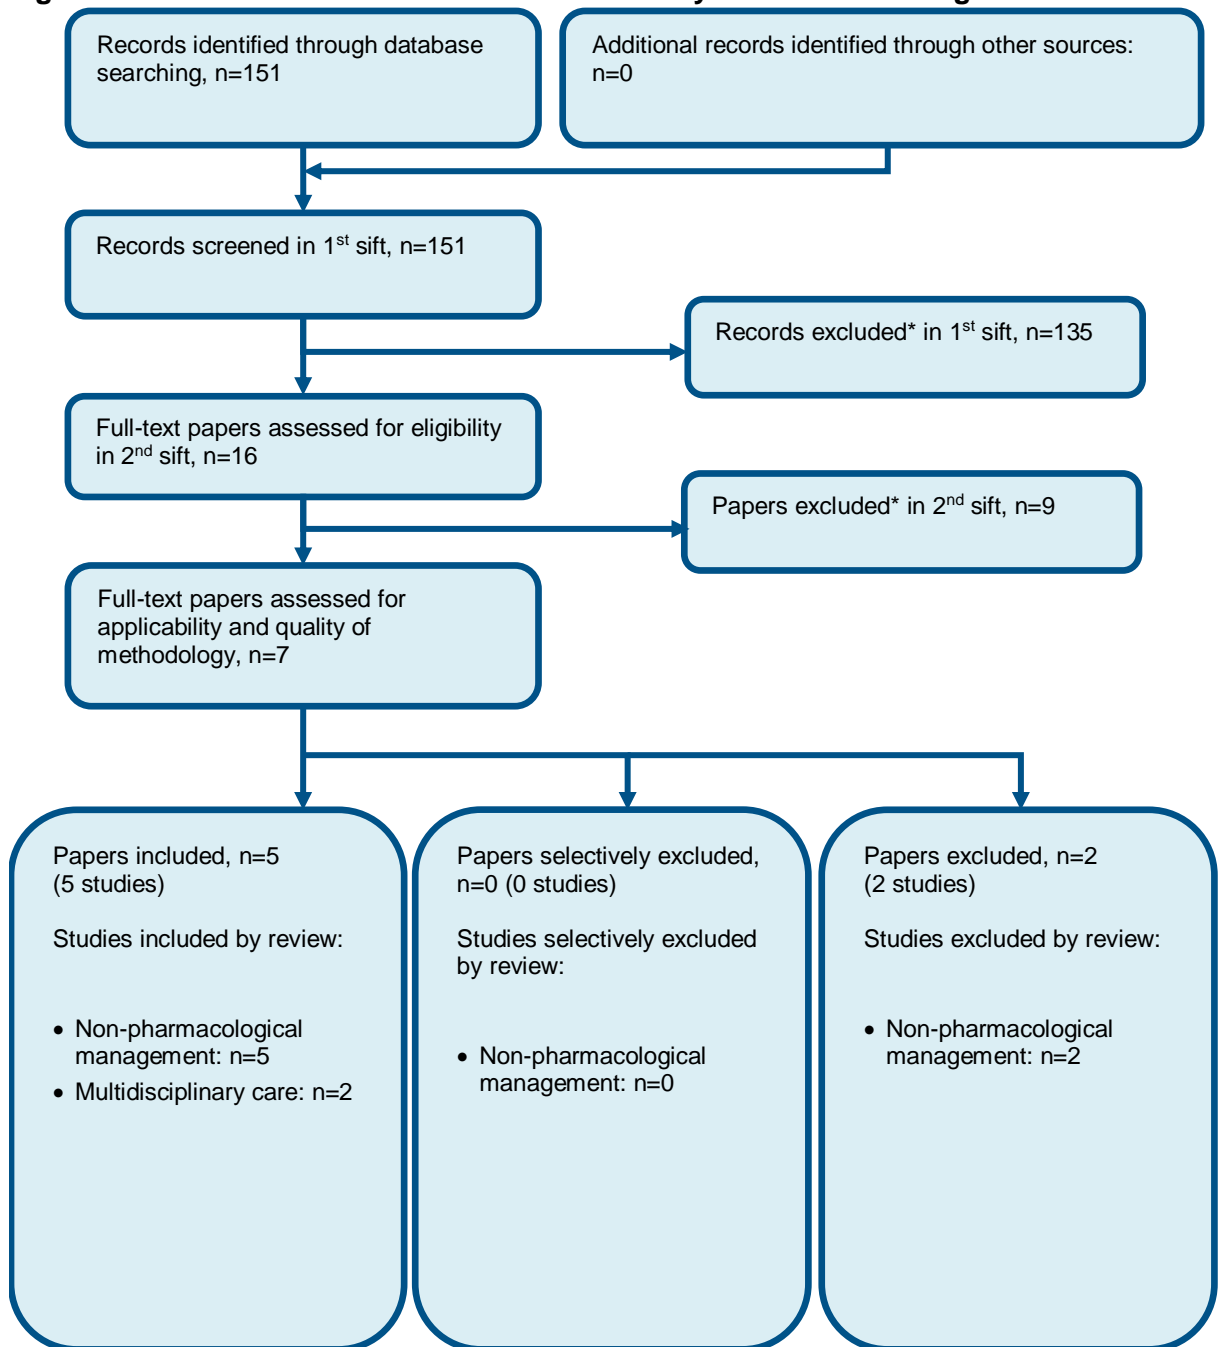 Records identified through database
searching, n=151
Additional records identified through other sources:
n=0
Records screened in 1st sift, n=151
Records excluded* in 1st sift, n=135
Full-text papers assessed for eligibility
in 2nd sift, n=16
Papers excluded* in 2nd sift, n=9
Full-text papers assessed for
applicability and quality of
methodology, n=7
Papers included, n=5
(5 studies)
Studies included by review:
• Non-pharmacological
management: n=5
• Multidisciplinary care: n=2
Papers selectively excluded,
n=0 (0 studies)
Studies selectively excluded
by review:
• Non-pharmacological
management: n=0
Papers excluded, n=2
(2 studies)
Studies excluded by review:
• Non-pharmacological
management: n=2